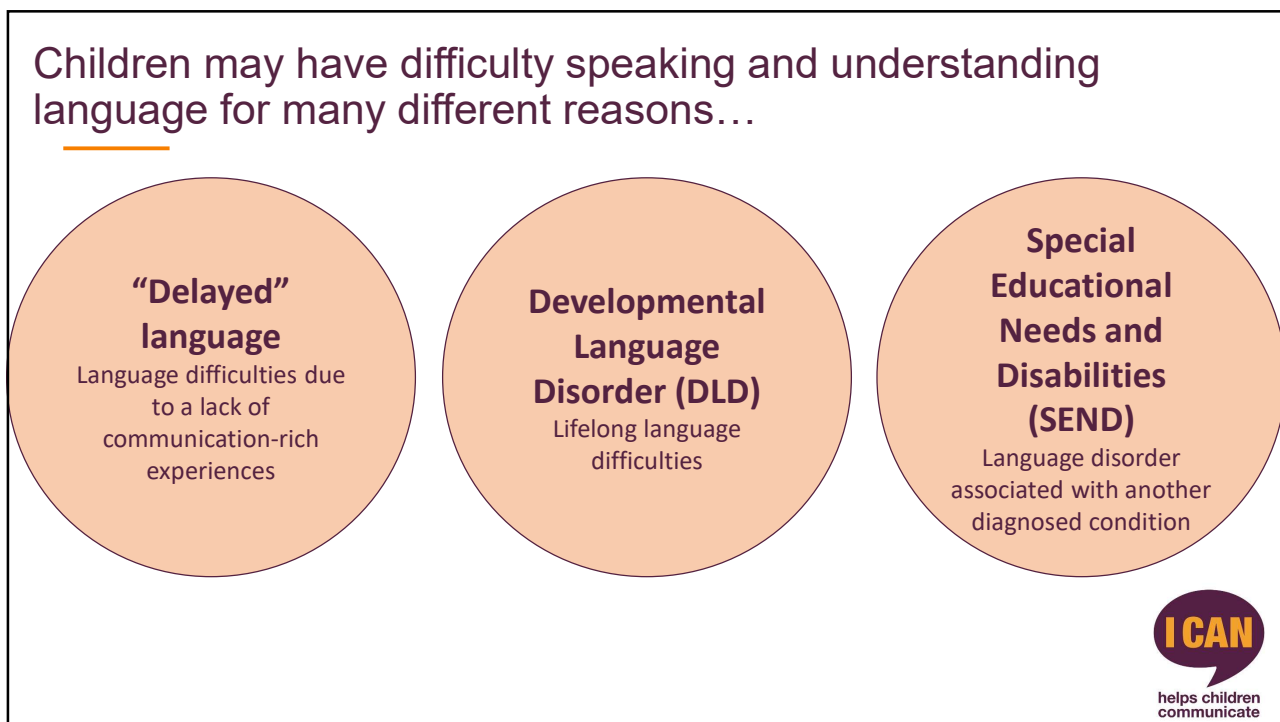 Children may have difficulty speaking and understanding
language for many different reasons…
“Delayed”
language
Language difficulties due
to a lack of
communication-rich
experiences
Developmental
Language
Disorder (DLD)
Lifelong language
difficulties
Special
Educational
Needs and
Disabilities
(SEND)
Language disorder
associated with another
diagnosed condition
I CAN
helps children
communicate